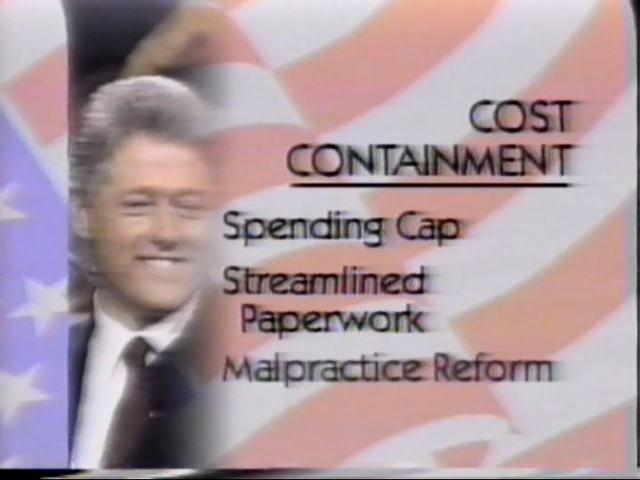 COST
CONTAINMENT
Spending Cap
Streamlined
Paperwork
Malpractice Reform